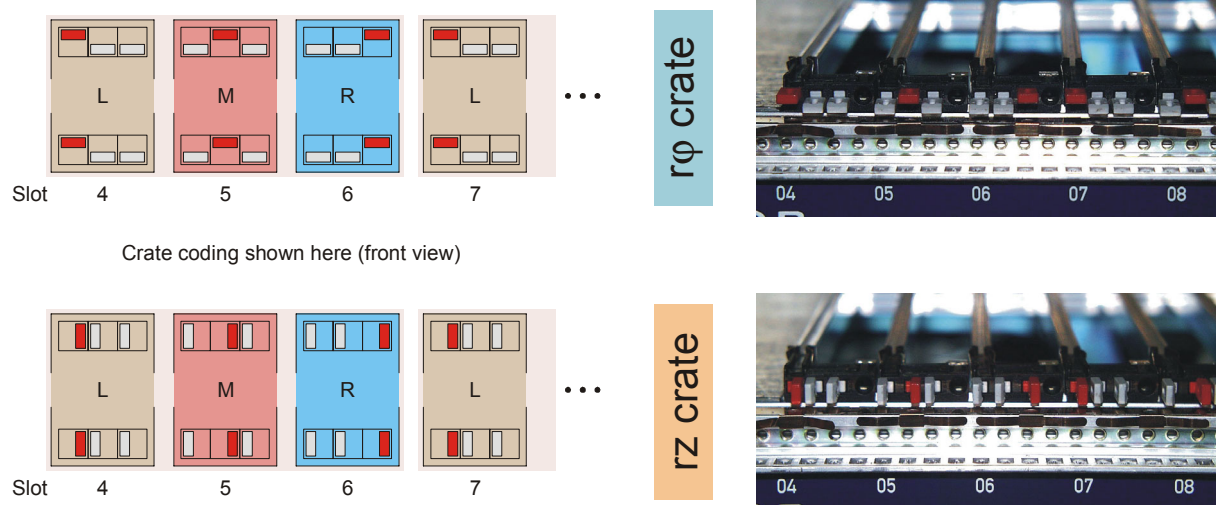 L M R L ...
Slot 4 5 6 7
rφ crate
04 05 06 07 08
Crate coding shown here (front view)
L M R L ...
Slot 4 5 6 7
rz crate
04 05 06 07 08